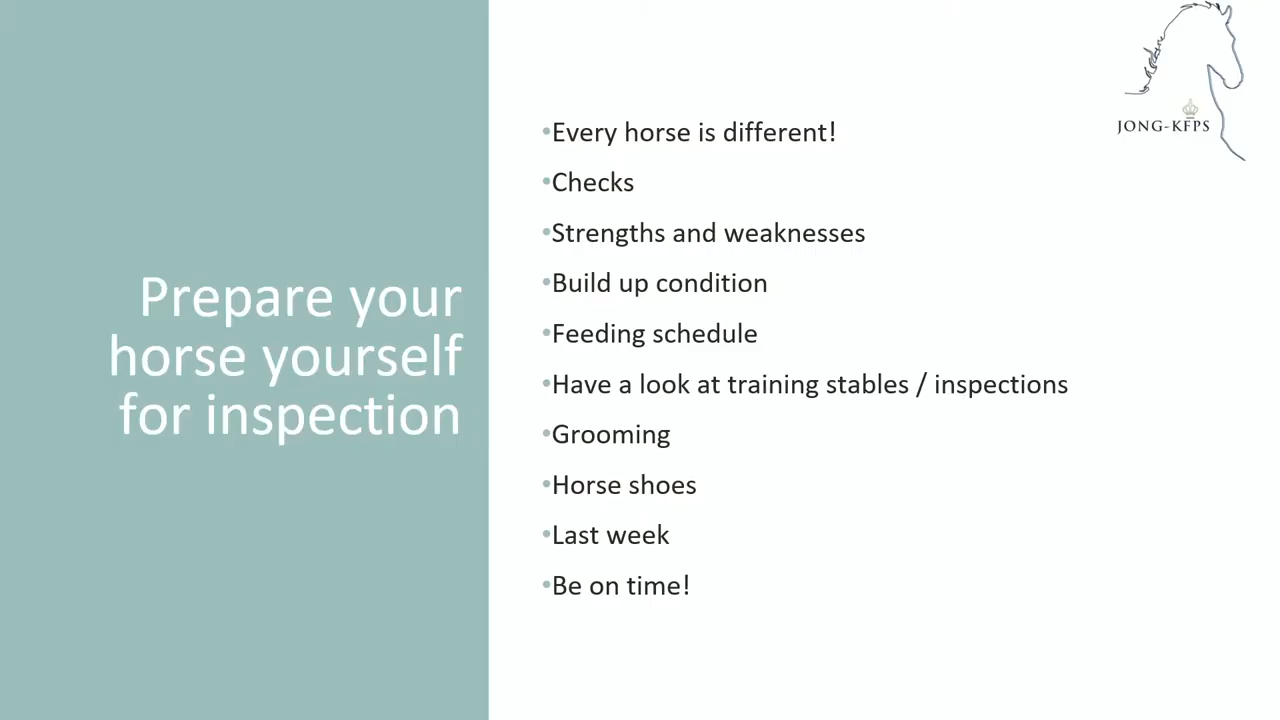 Prepare your
horse yourself
for inspection
•Every horse is different!
•Checks
•Strengths and weaknesses
•Build up condition
•Feeding schedule
•Have a look at training stables / inspections
•Grooming
•Horse shoes
•Last week
•Be on time!
JONG-KFPS